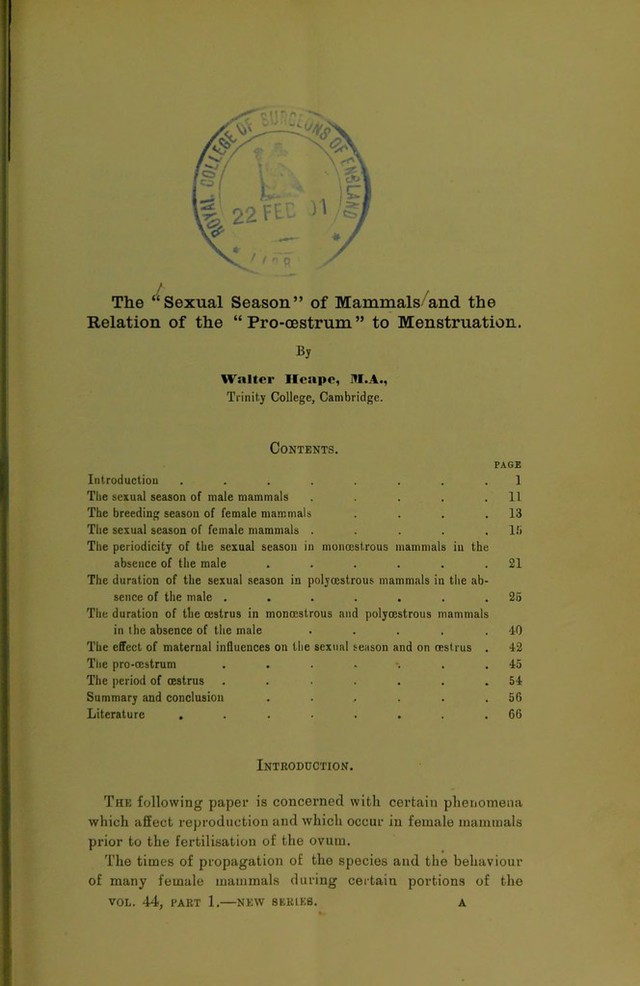 ROYAL COLLEGE OF SURGEONS OF ENGLAND
22 FEB 01
The “Sexual Season” of Mammals and the
Relation of the “Pro-œstrum” to Menstruation.
By
Walter Heape, M.A.,
Trinity College, Cambridge.
Contents.
PAGE
Introduction . . . . . . . . 1
The sexual season of male mammals . . . . . 11
The breeding season of female mammals . . . . 13
The sexual season of female mammals . . . . . 15
The periodicity of the sexual season in monœstrous mammals in the
absence of the male . . . . . . 21
The duration of the sexual season in polyœstrous mammals in the ab-
sence of the male . . . . . . . 25
The duration of the œstrus in monœstrous and polyœstrous mammals
in the absence of the male . . . . . 40
The effect of maternal influences on the sexual season and on œstrus . 42
The pro-œstrum . . . . . . . 45
The period of œstrus . . . . . . . 54
Summary and conclusion . . . . . . 56
Literature . . . . . . . . 66
Introduction.
The following paper is concerned with certain phenomena
which affect reproduction and which occur in female mammals
prior to the fertilisation of the ovum.
The times of propagation of the species and the behaviour
of many female mammals during certain portions of the
VOL. 44, PART 1.—NEW SERIES. A